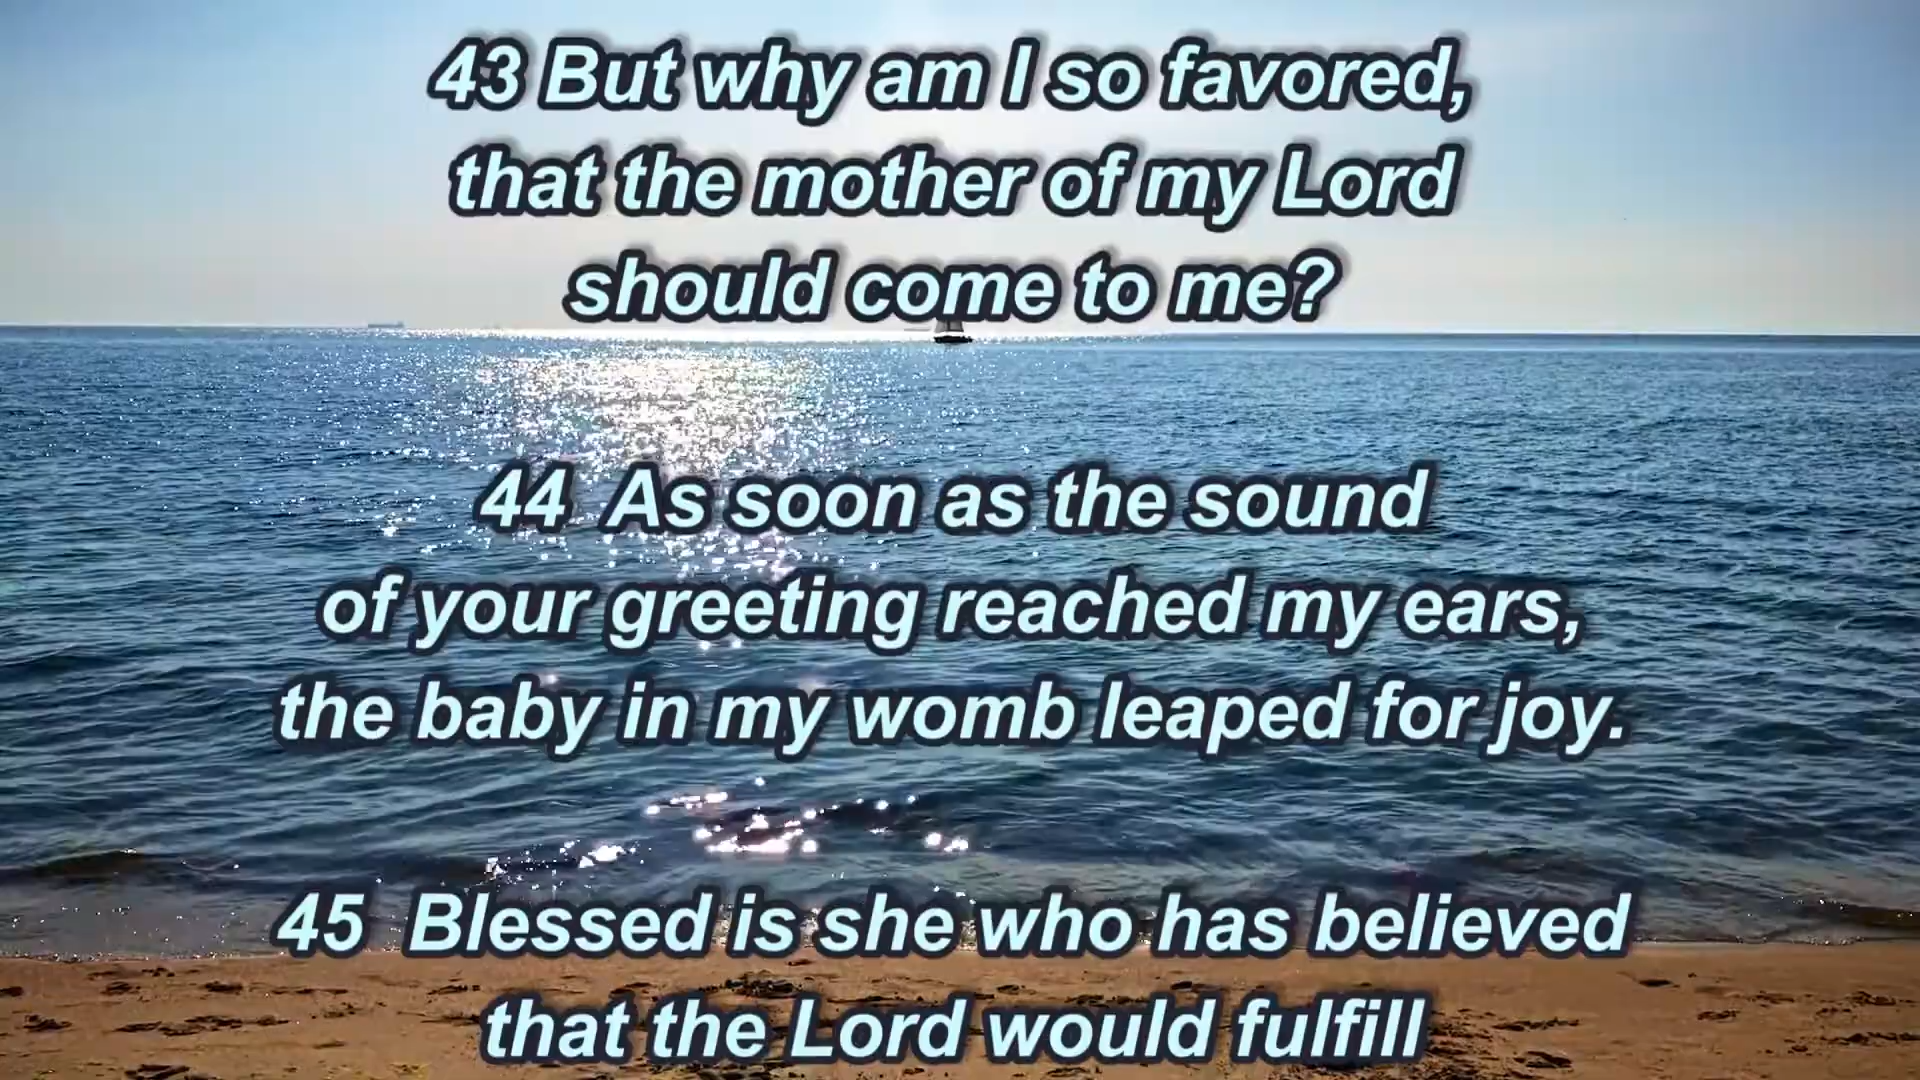 43 But why am I so favored,
that the mother of my Lord
should come to me?
44 As soon as the sound
of your greeting reached my ears,
the baby in my womb leaped for joy.
45 Blessed is she who has believed
that the Lord would fulfill